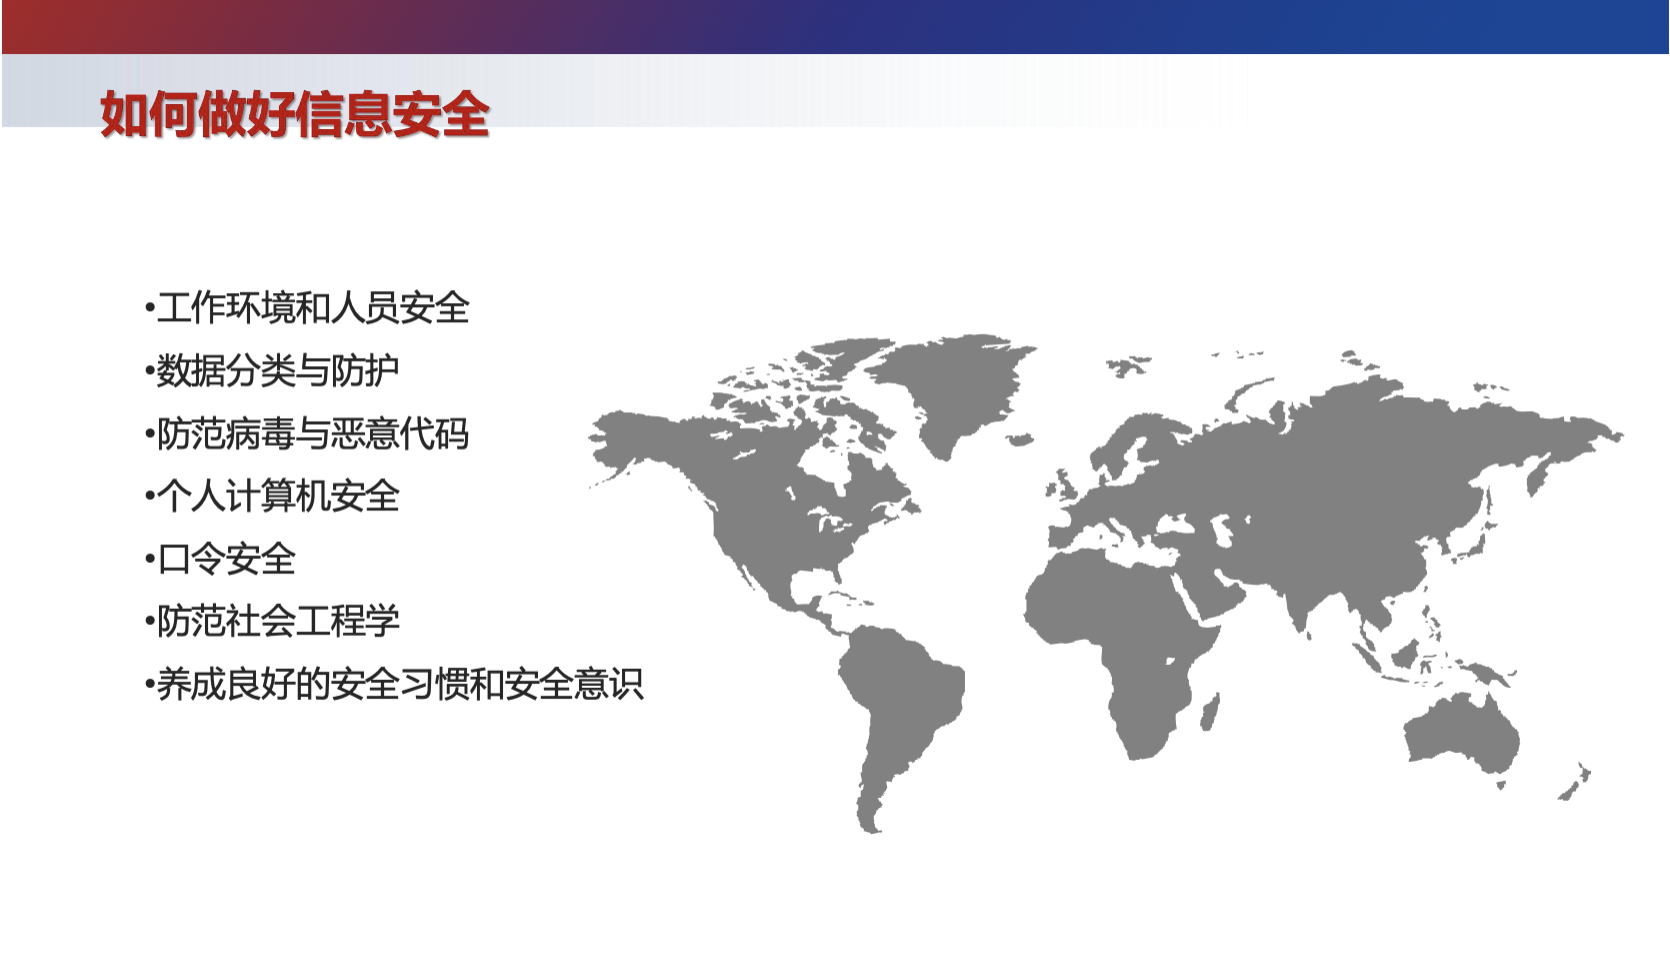 如何做好信息安全
•工作环境和人员安全
•数据分类与防护
•防范病毒与恶意代码
•个人计算机安全
•口令安全
•防范社会工程学
•养成良好的安全习惯和安全意识